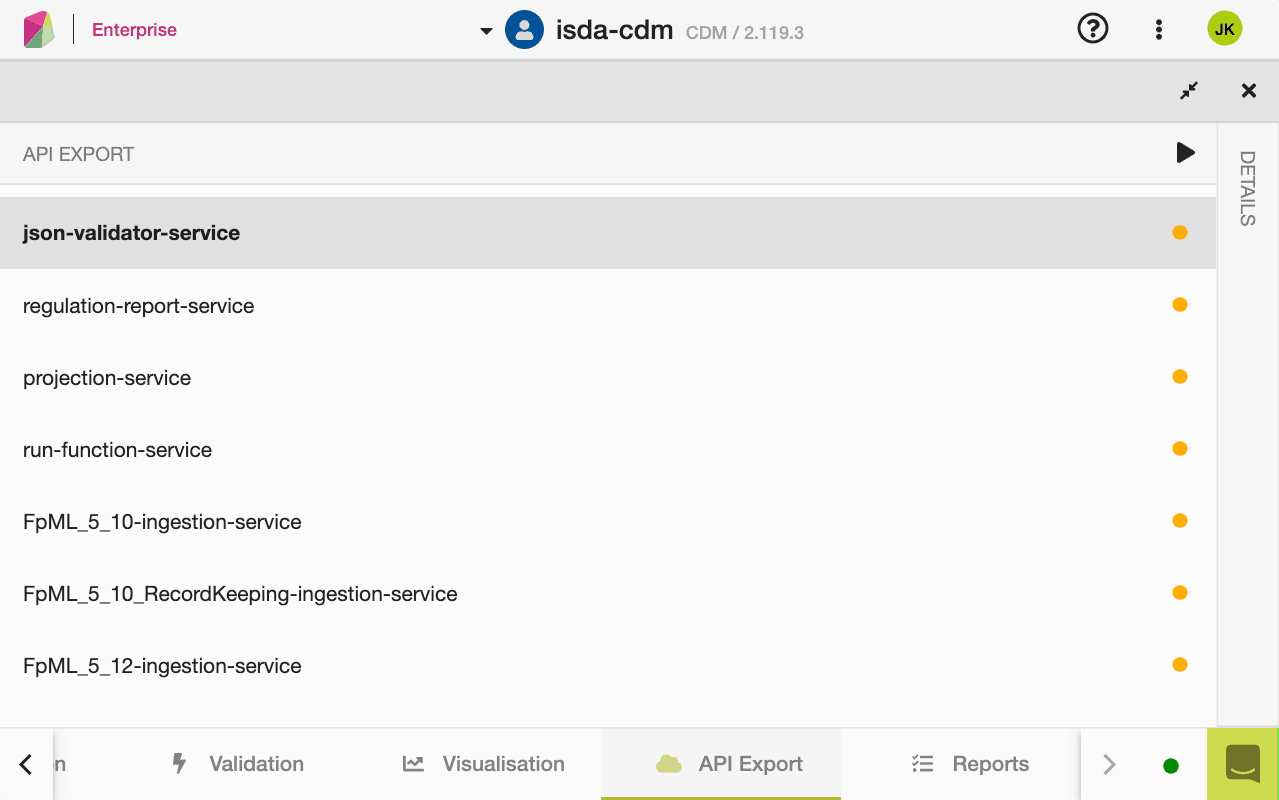 Enterprise
isda-cdm CDM / 2.119.3
JK
API EXPORT
DETAILS
json-validator-service
regulation-report-service
projection-service
run-function-service
FpML_5_10-ingestion-service
FpML_5_10_RecordKeeping-ingestion-service
FpML_5_12-ingestion-service
n Validation Visualisation API Export Reports